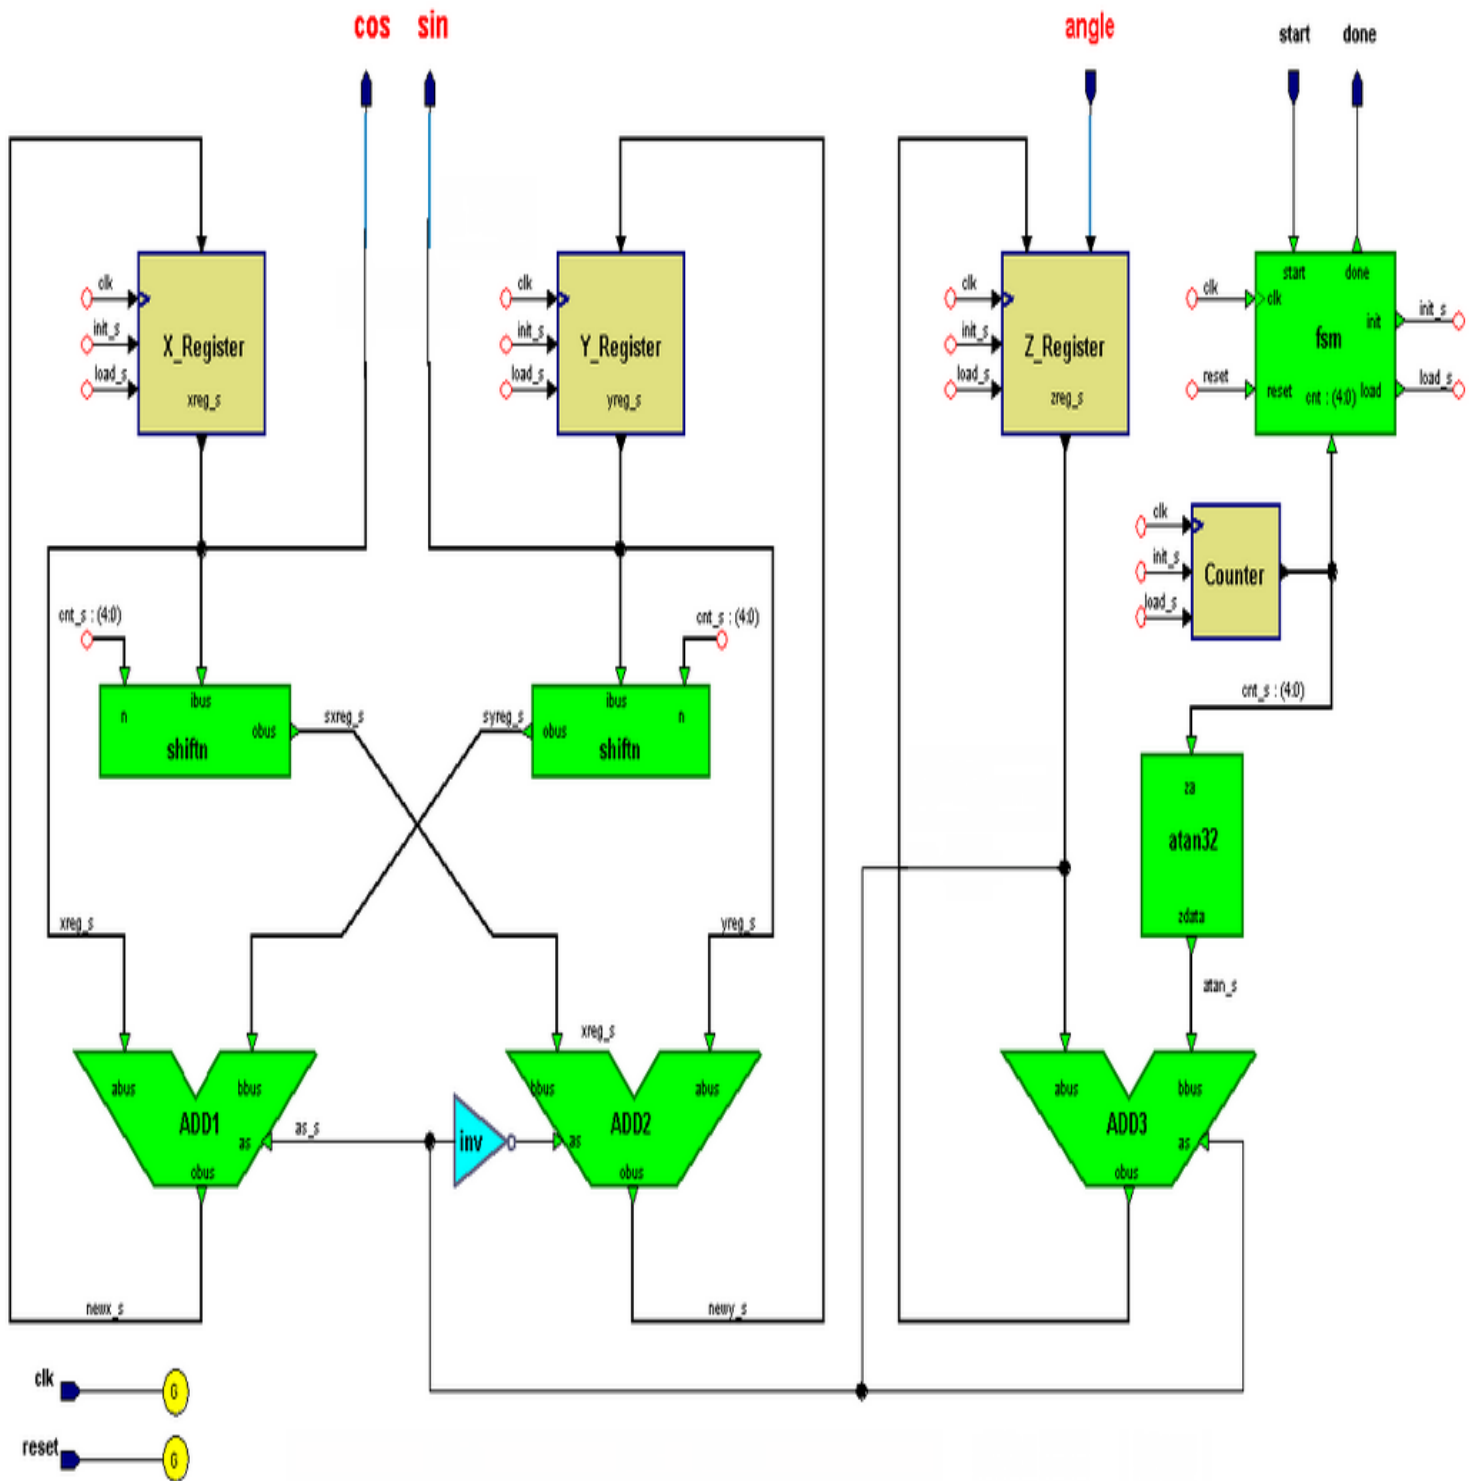 cos sin angle start done
clk clk clk clk start done
init_s init_s init_s clk init init_s
X_Register Y_Register Z_Register fsm
load_s load_s load_s reset reset cnt : (4:0) load load_s
xreg_s yreg_s zreg_s
clk
init_s Counter
load_s
cnt_s : (4:0) cnt_s : (4:0)
cnt_s : (4:0)
n ibus obus sxreg_s syreg_s obus ibus n
shiftn shiftn
za
atan32
zdata
xreg_s yreg_s
atan_s
xreg_s
abus bbus bbus abus abus bbus
ADD1 as as_s inv as ADD2 ADD3 as
obus obus obus
newx_s newy_s
clk G
reset G